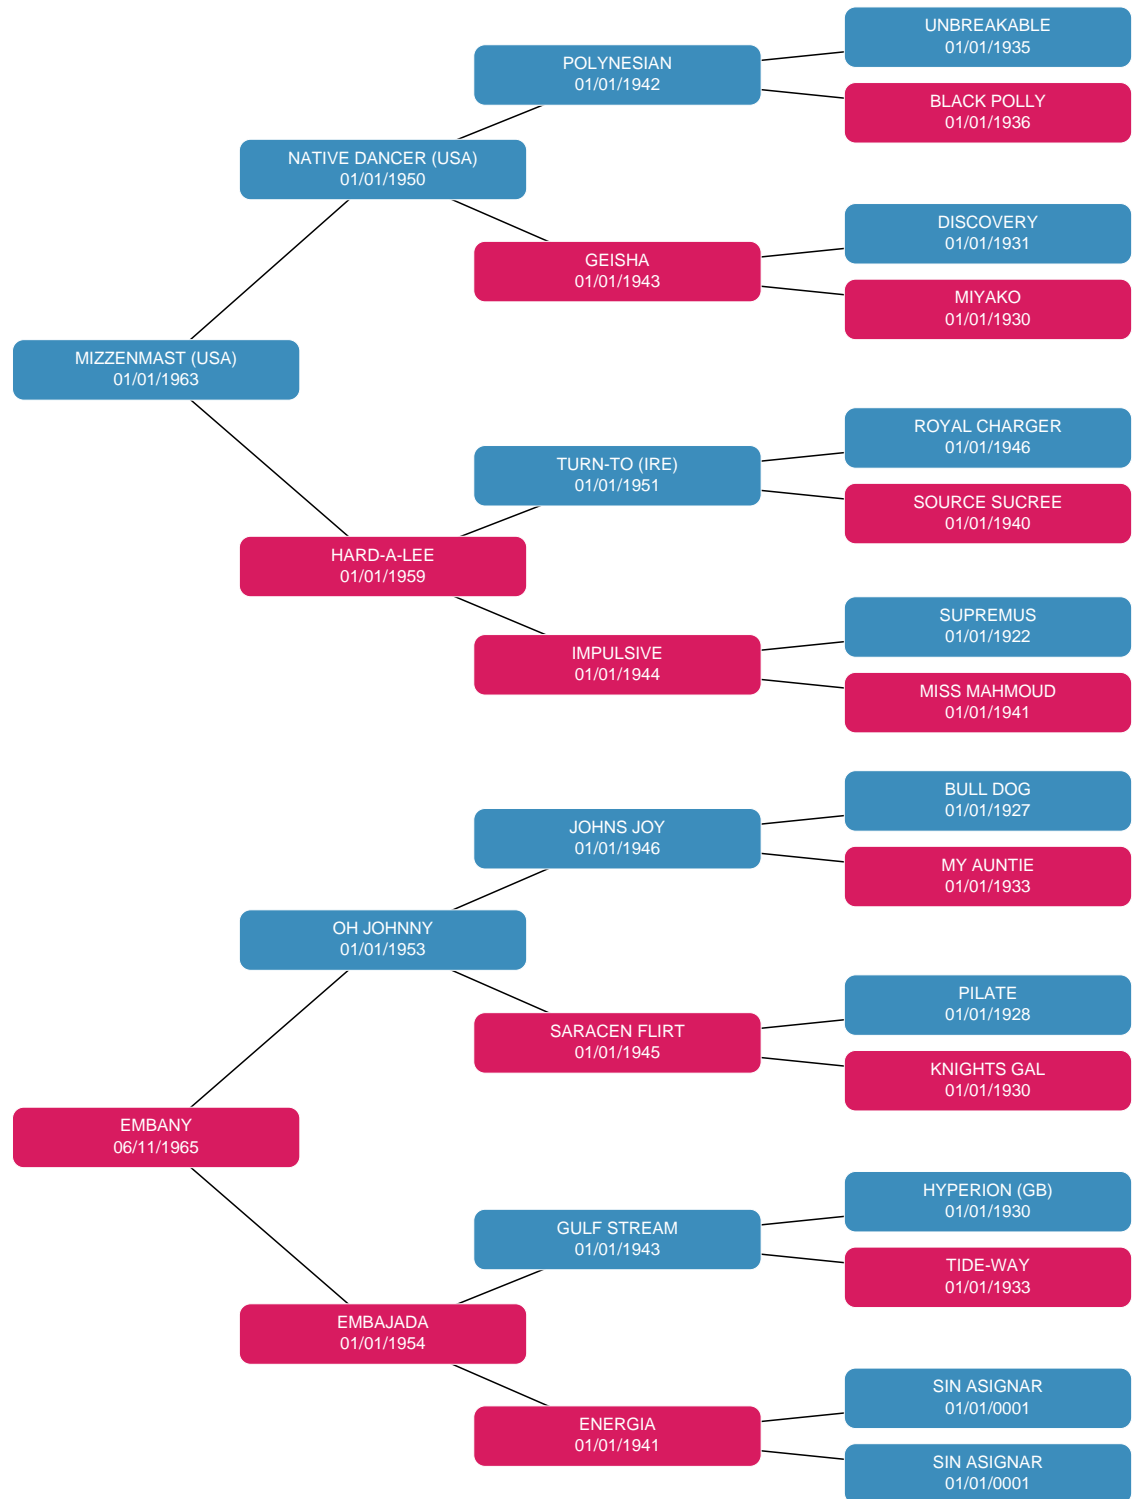 UNBREAKABLE
01/01/1935
POLYNESIAN
01/01/1942
BLACK POLLY
01/01/1936
NATIVE DANCER (USA)
01/01/1950
DISCOVERY
01/01/1931
GEISHA
01/01/1943
MIYAKO
01/01/1930
MIZZENMAST (USA)
01/01/1963
ROYAL CHARGER
01/01/1946
TURN-TO (IRE)
01/01/1951
SOURCE SUCREE
01/01/1940
HARD-A-LEE
01/01/1959
SUPREMUS
01/01/1922
IMPULSIVE
01/01/1944
MISS MAHMOUD
01/01/1941
BULL DOG
01/01/1927
JOHNS JOY
01/01/1946
MY AUNTIE
01/01/1933
OH JOHNNY
01/01/1953
PILATE
01/01/1928
SARACEN FLIRT
01/01/1945
KNIGHTS GAL
01/01/1930
EMBANY
06/11/1965
HYPERION (GB)
01/01/1930
GULF STREAM
01/01/1943
TIDE-WAY
01/01/1933
EMBAJADA
01/01/1954
SIN ASIGNAR
01/01/0001
ENERGIA
01/01/1941
SIN ASIGNAR
01/01/0001